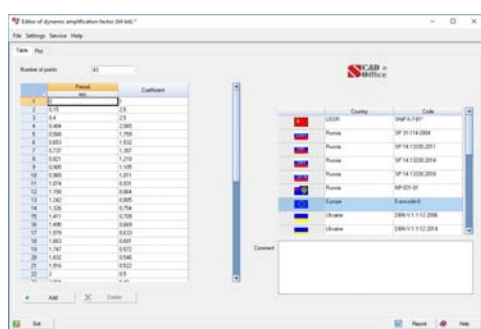 Editor of dynamic amplification factor (64-bit) *
File Settings Service Help
Table Plot
Number of points: 43
Period Coefficient
sec
1 0 1
2 0,15 2,5
3 0,4 2,5
4 0,484 2,065
5 0,568 1,759
6 0,653 1,532
7 0,737 1,357
8 0,821 1,218
9 0,905 1,105
10 0,989 1,011
11 1,074 0,931
12 1,158 0,864
13 1,242 0,805
14 1,326 0,754
15 1,411 0,709
16 1,495 0,669
17 1,579 0,633
18 1,663 0,601
19 1,747 0,572
20 1,832 0,546
21 1,916 0,522
22 2 0,5
Add Delete
SCAD
Office
Country Code
USSR SNiP II-7-81*
Russia SP 31-114-2004
Russia SP 14.13330.2011
Russia SP 14.13330.2014
Russia SP 14.13330.2018
Russia NP-031-01
Europe Eurocode-8
Ukraine DBN V.1.1-12:2006
Ukraine DBN V.1.1-12:2014
Comment
Exit Report Help